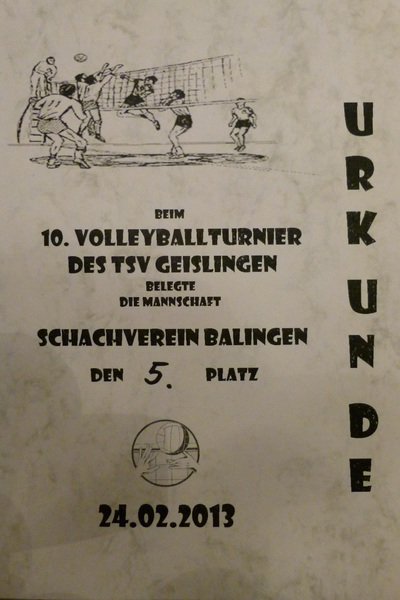 URKUNDE
BEIM
10. VOLLEYBALLTURNIER
DES TSV GEISLINGEN
BELEGTE
DIE MANNSCHAFT
SCHACHVEREIN BALINGEN
DEN 5. PLATZ
24.02.2013